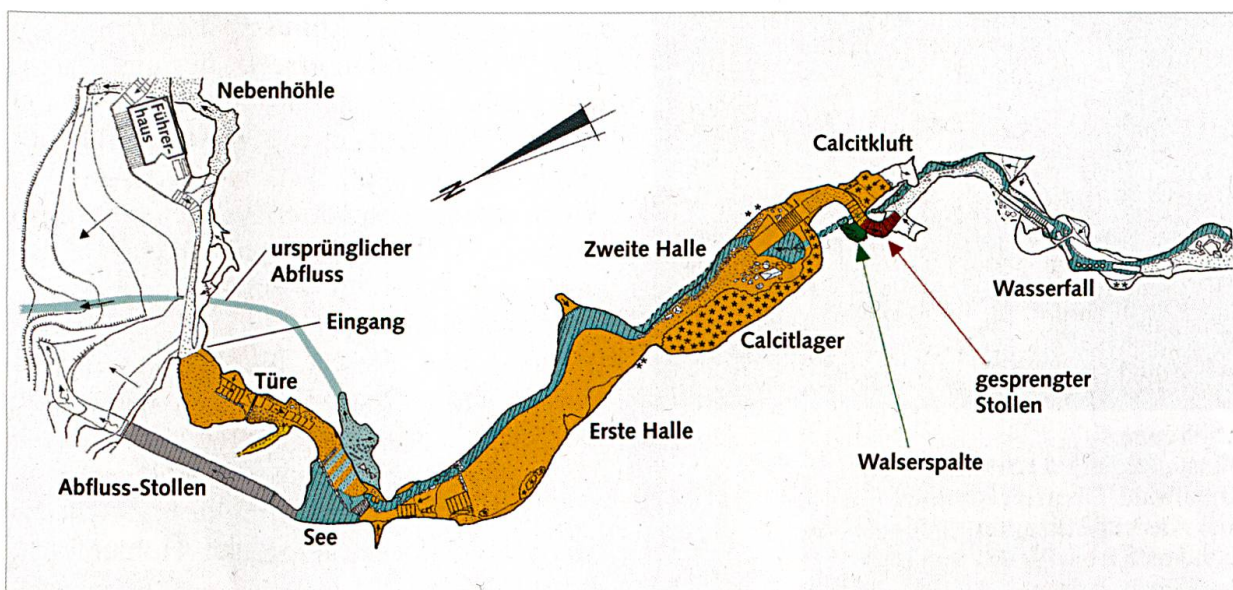 Nebenhöhle
Führer-
haus
N
Calcitkluft
ursprünglicher
Abfluss
Zweite Halle
Eingang
Wasserfall
Türe
Calcitlager
gesprengter
Stollen
Erste Halle
Walserspalte
Abfluss-Stollen
See